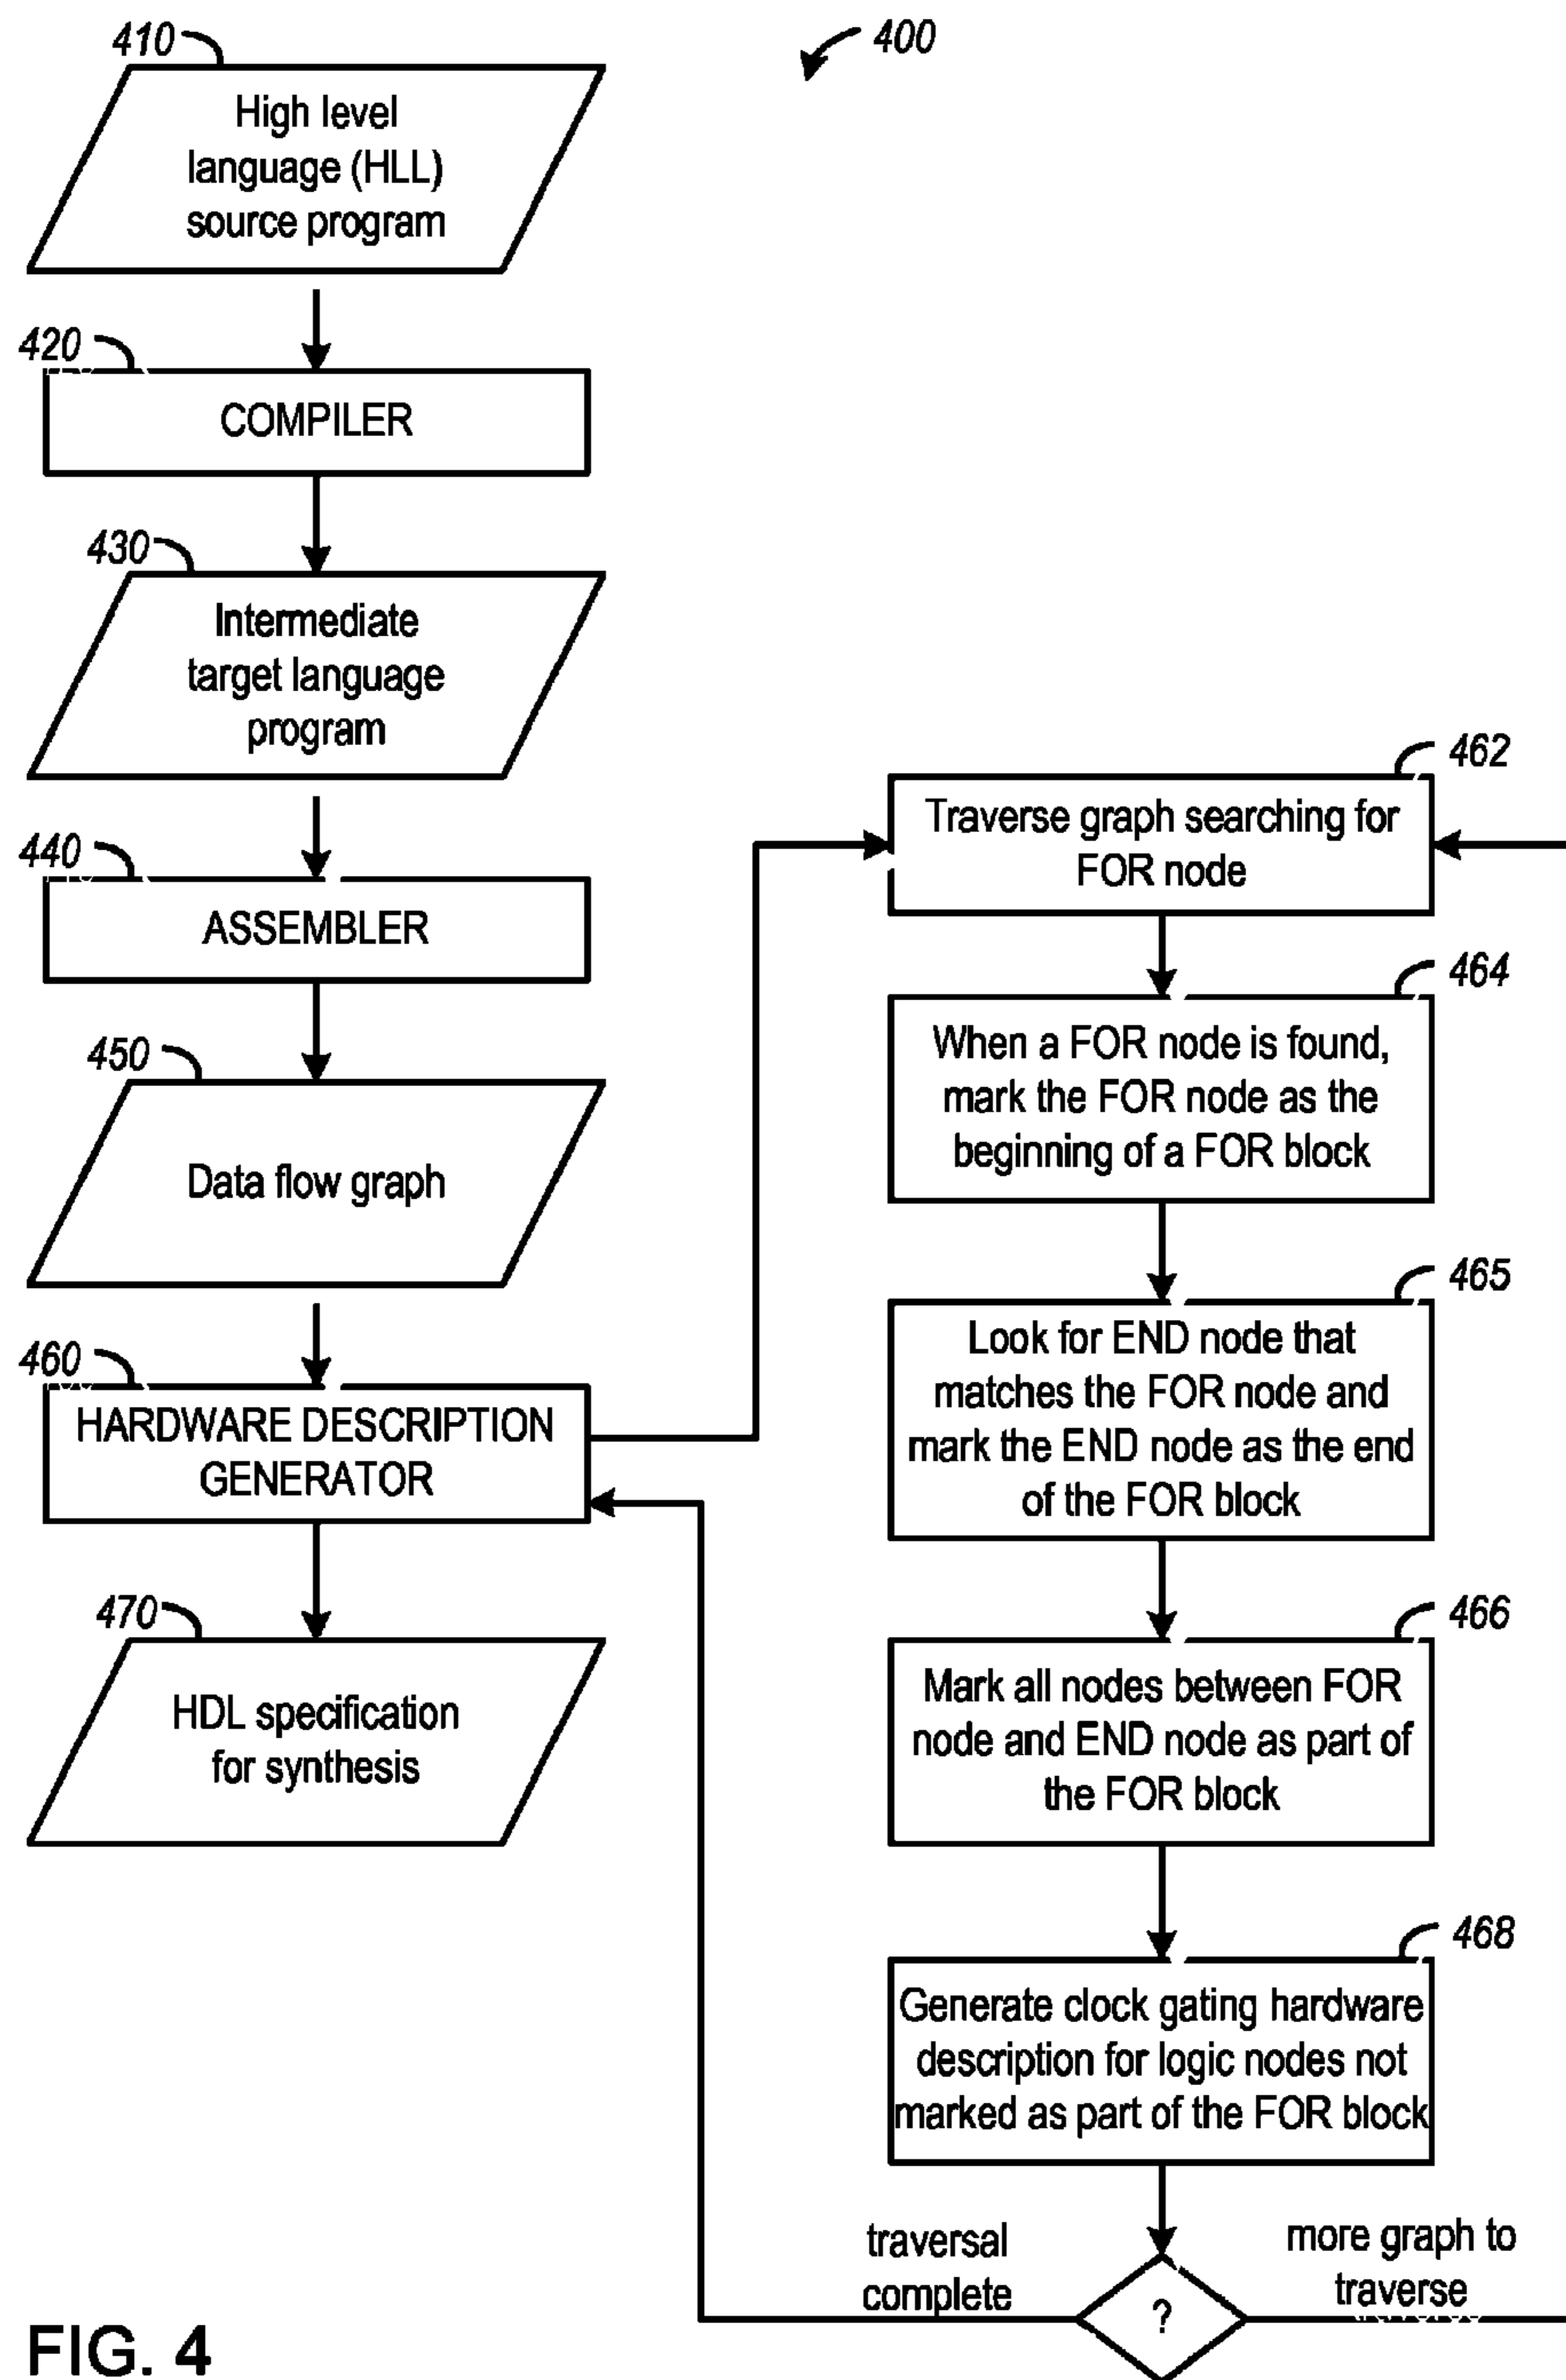 400
410
High level
language (HLL)
source program
420
COMPILER
430
Intermediate
target language
program
440
ASSEMBLER
450
Data flow graph
460
HARDWARE DESCRIPTION
GENERATOR
470
HDL specification
for synthesis
462
Traverse graph searching for
FOR node
464
When a FOR node is found,
mark the FOR node as the
beginning of a FOR block
465
Look for END node that
matches the FOR node and
mark the END node as the end
of the FOR block
466
Mark all nodes between FOR
node and END node as part of
the FOR block
468
Generate clock gating hardware
description for logic nodes not
marked as part of the FOR block
traversal
complete
?
more graph to
traverse
FIG. 4